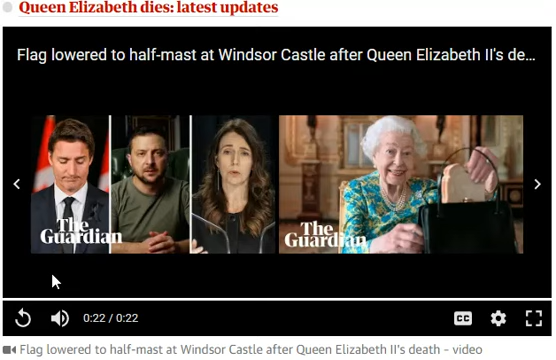 Queen Elizabeth dies: latest updates
Flag lowered to half-mast at Windsor Castle after Queen Elizabeth II's de...
The
Guardian
The
Guardian
0:22 / 0:22
CC
Flag lowered to half-mast at Windsor Castle after Queen Elizabeth II's death – video